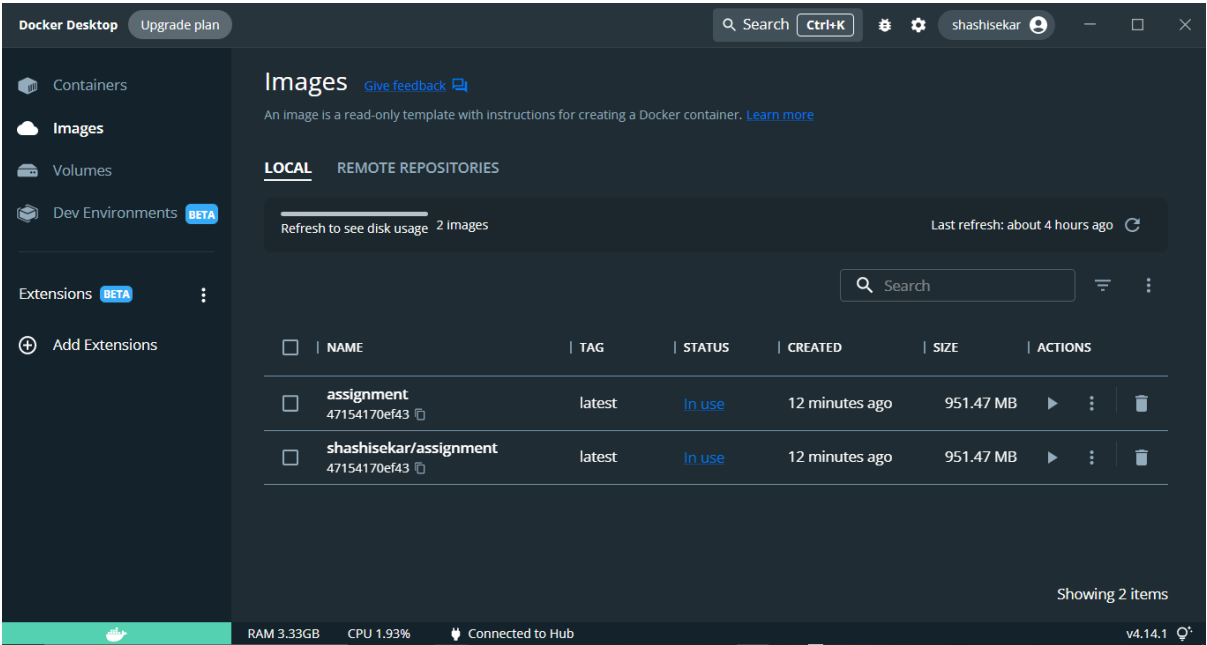 Docker Desktop Upgrade plan Search Ctrl+K shashisekar
Containers
Images
Volumes
Dev Environments BETA
Extensions BETA
Add Extensions
Images Give feedback
An image is a read-only template with instructions for creating a Docker container. Learn more
LOCAL REMOTE REPOSITORIES
Refresh to see disk usage 2 images Last refresh: about 4 hours ago
Search
NAME TAG STATUS CREATED SIZE ACTIONS
assignment
47154170ef43 latest In use 12 minutes ago 951.47 MB
shashisekar/assignment
47154170ef43 latest In use 12 minutes ago 951.47 MB
Showing 2 items
RAM 3.33GB CPU 1.93% Connected to Hub v4.14.1